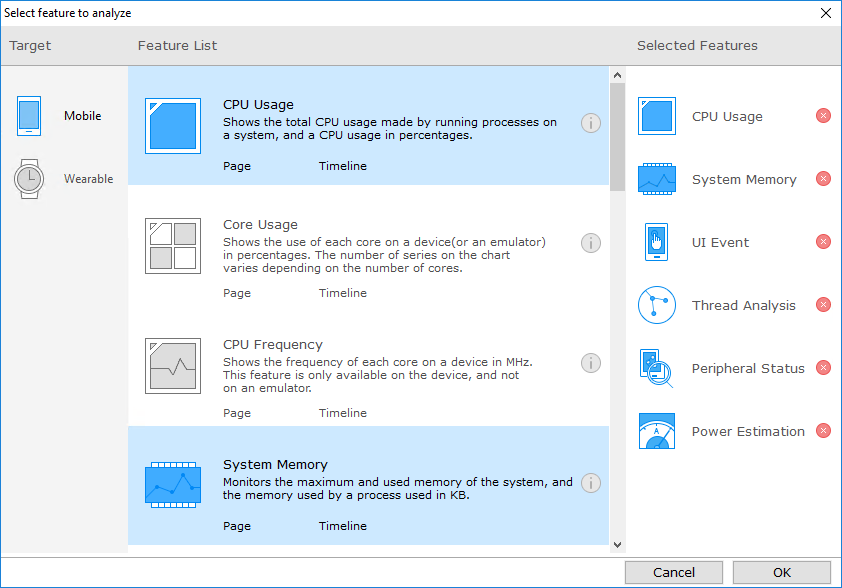 Select feature to analyze
Target
Feature List
Selected Features
Mobile
Wearable
CPU Usage
Shows the total CPU usage made by running processes on
a system, and a CPU usage in percentages.
Page Timeline
Core Usage
Shows the use of each core on a device(or an emulator)
in percentages. The number of series on the chart
varies depending on the number of cores.
Page Timeline
CPU Frequency
Shows the frequency of each core on a device in MHz.
This feature is only available on the device, and not
on an emulator.
Page Timeline
System Memory
Monitors the maximum and used memory of the system, and
the memory used by a process used in KB.
Page Timeline
CPU Usage
System Memory
UI Event
Thread Analysis
Peripheral Status
A
Power Estimation
Cancel
OK